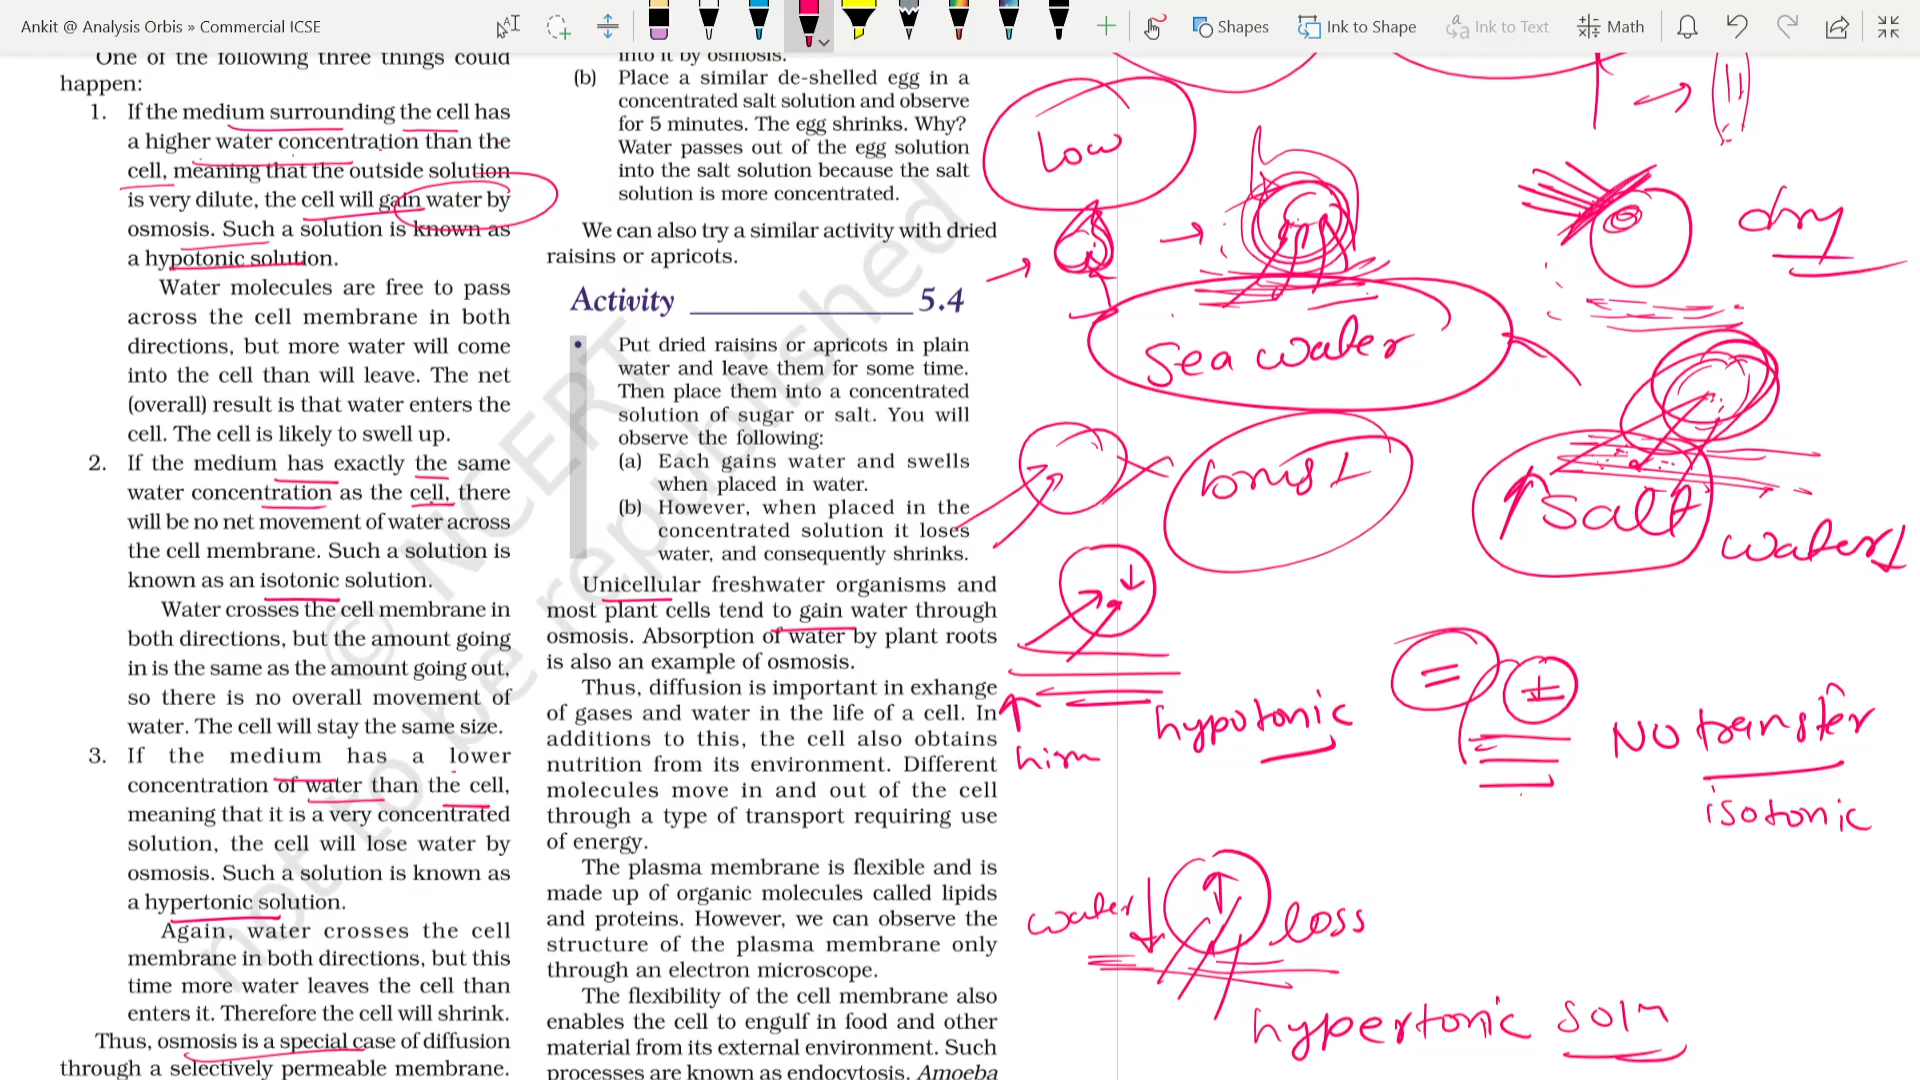 Ankit @ Analysis Orbis » Commercial ICSE
Shapes
Ink to Shape
Ink to Text
Math
One of the following three things could
happen:
1. If the medium surrounding the cell has
a higher water concentration than the
cell, meaning that the outside solution
is very dilute, the cell will gain water by
osmosis. Such a solution is known as
a hypotonic solution.
Water molecules are free to pass
across the cell membrane in both
directions, but more water will come
into the cell than will leave. The net
(overall) result is that water enters the
cell. The cell is likely to swell up.
2. If the medium has exactly the same
water concentration as the cell, there
will be no net movement of water across
the cell membrane. Such a solution is
known as an isotonic solution.
Water crosses the cell membrane in
both directions, but the amount going
in is the same as the amount going out,
so there is no overall movement of
water. The cell will stay the same size.
3. If the medium has a lower
concentration of water than the cell,
meaning that it is a very concentrated
solution, the cell will lose water by
osmosis. Such a solution is known as
a hypertonic solution.
Again, water crosses the cell
membrane in both directions, but this
time more water leaves the cell than
enters it. Therefore the cell will shrink.
Thus, osmosis is a special case of diffusion
through a selectively permeable membrane.
into it by osmosis.
(b) Place a similar de-shelled egg in a
concentrated salt solution and observe
for 5 minutes. The egg shrinks. Why?
Water passes out of the egg solution
into the salt solution because the salt
solution is more concentrated.
We can also try a similar activity with dried
raisins or apricots.
Activity 5.4
• Put dried raisins or apricots in plain
water and leave them for some time.
Then place them into a concentrated
solution of sugar or salt. You will
observe the following:
(a) Each gains water and swells
when placed in water.
(b) However, when placed in the
concentrated solution it loses
water, and consequently shrinks.
Unicellular freshwater organisms and
most plant cells tend to gain water through
osmosis. Absorption of water by plant roots
is also an example of osmosis.
Thus, diffusion is important in exhange
of gases and water in the life of a cell. In
additions to this, the cell also obtains
nutrition from its environment. Different
molecules move in and out of the cell
through a type of transport requiring use
of energy.
The plasma membrane is flexible and is
made up of organic molecules called lipids
and proteins. However, we can observe the
structure of the plasma membrane only
through an electron microscope.
The flexibility of the cell membrane also
enables the cell to engulf in food and other
material from its external environment. Such
processes are known as endocytosis. Amoeba
© NCERT
not to be republished
Low
dry
Sea water
salt
water
hypotonic
=
NO transfer
isotonic
water
loss
hypertonic soln